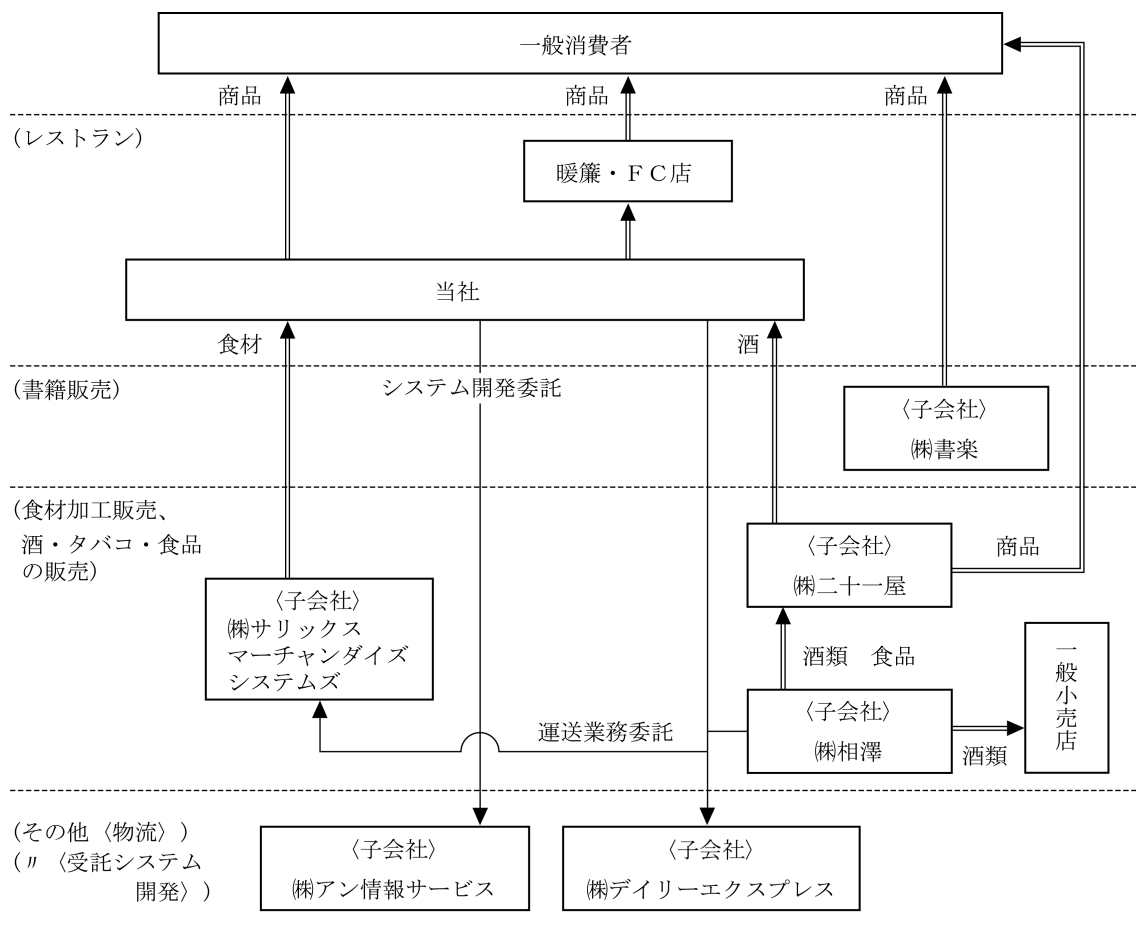 一般消費者
商品
商品
商品
（レストラン）
暖簾・ＦＣ店
当社
食材
酒
（書籍販売）
システム開発委託
〈子会社〉
㈱書楽
（食材加工販売、
酒・タバコ・食品
の販売）
〈子会社〉
㈱二十一屋
商品
〈子会社〉
㈱サリックス
マーチャンダイズ
システムズ
酒類　食品
一般小売店
〈子会社〉
㈱相澤
運送業務委託
酒類
（その他〈物流〉）
（〃〈受託システム
開発〉）
〈子会社〉
㈱アン情報サービス
〈子会社〉
㈱デイリーエクスプレス